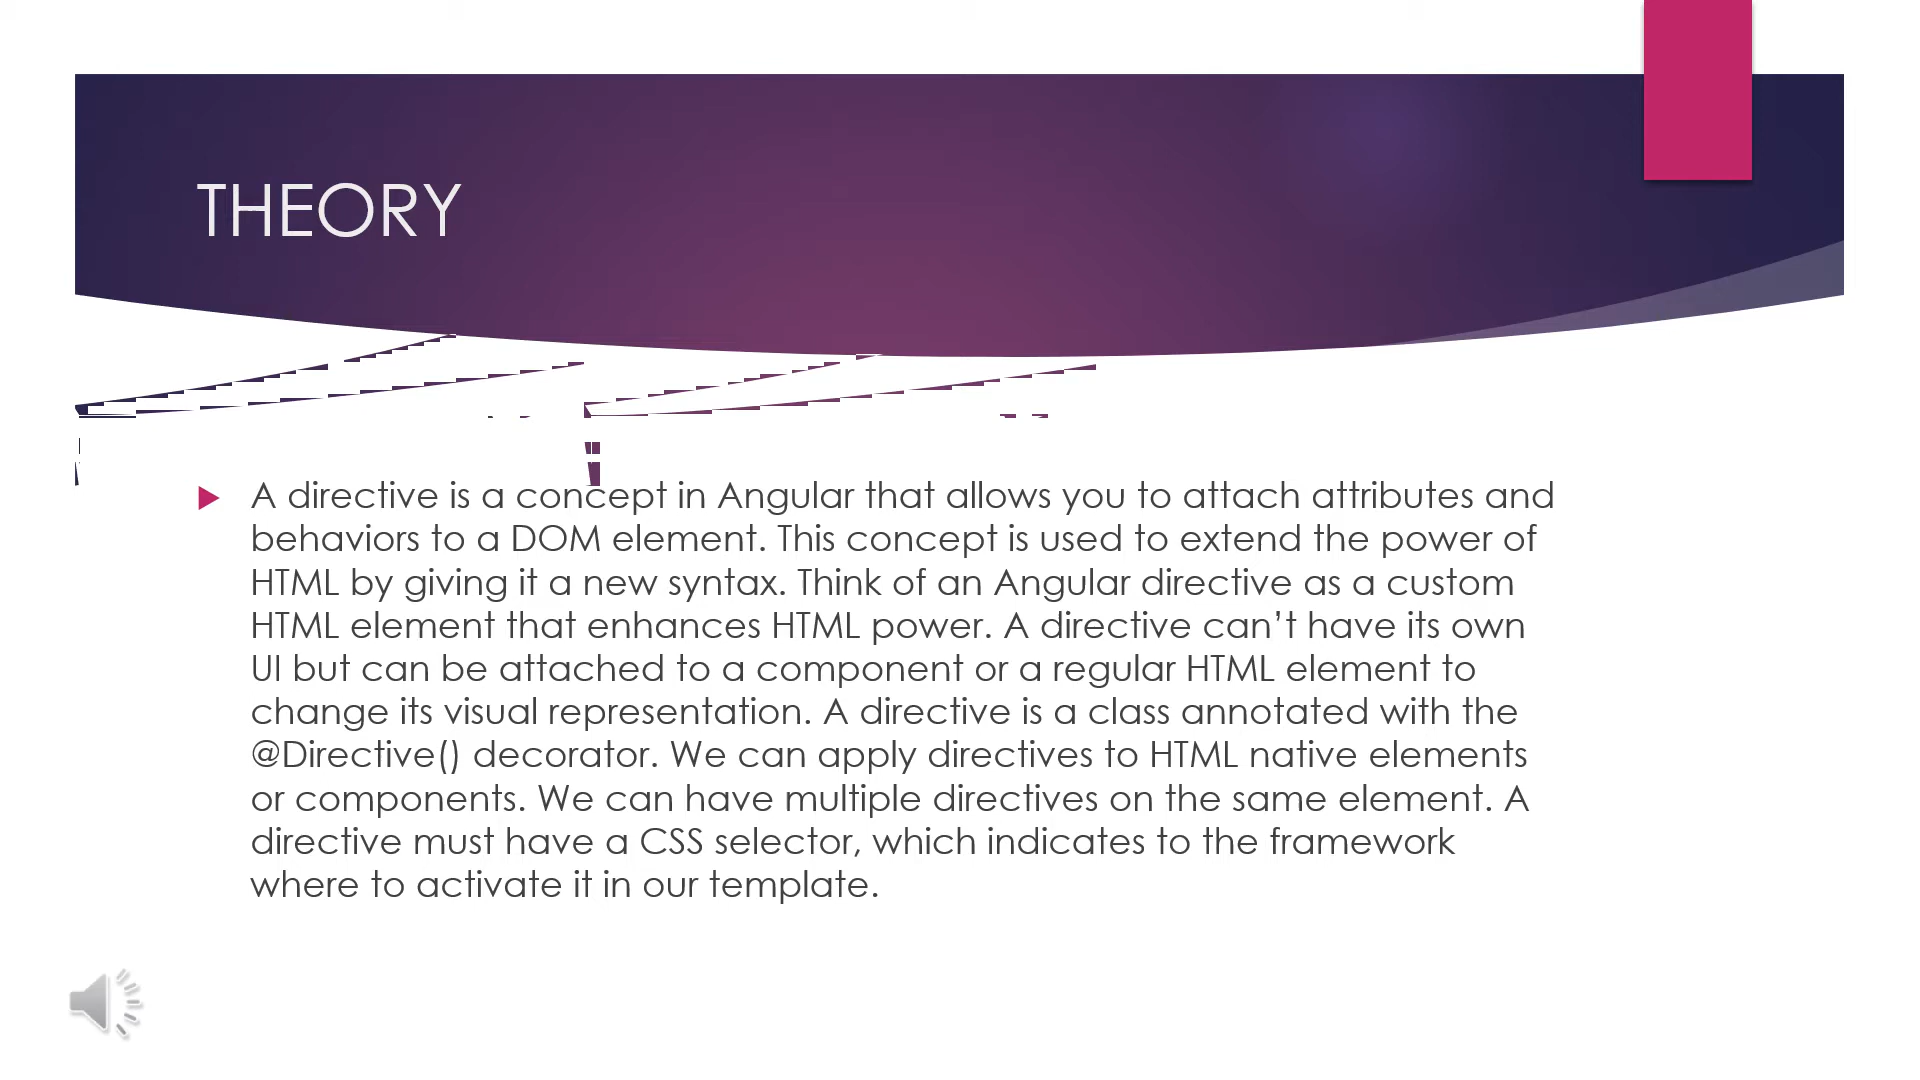 THEORY
A directive is a concept in Angular that allows you to attach attributes and
behaviors to a DOM element. This concept is used to extend the power of
HTML by giving it a new syntax. Think of an Angular directive as a custom
HTML element that enhances HTML power. A directive can’t have its own
UI but can be attached to a component or a regular HTML element to
change its visual representation. A directive is a class annotated with the
@Directive() decorator. We can apply directives to HTML native elements
or components. We can have multiple directives on the same element. A
directive must have a CSS selector, which indicates to the framework
where to activate it in our template.